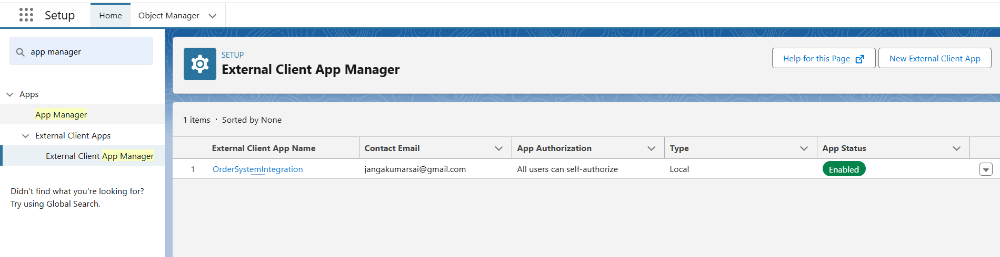 Setup Home Object Manager
app manager
Apps
App Manager
External Client Apps
External Client App Manager
Didn't find what you're looking for?
Try using Global Search.
SETUP
External Client App Manager
Help for this Page New External Client App
1 items • Sorted by None
External Client App Name Contact Email App Authorization Type App Status
1 OrderSystemIntegration jangakumarsai@gmail.com All users can self-authorize Local Enabled